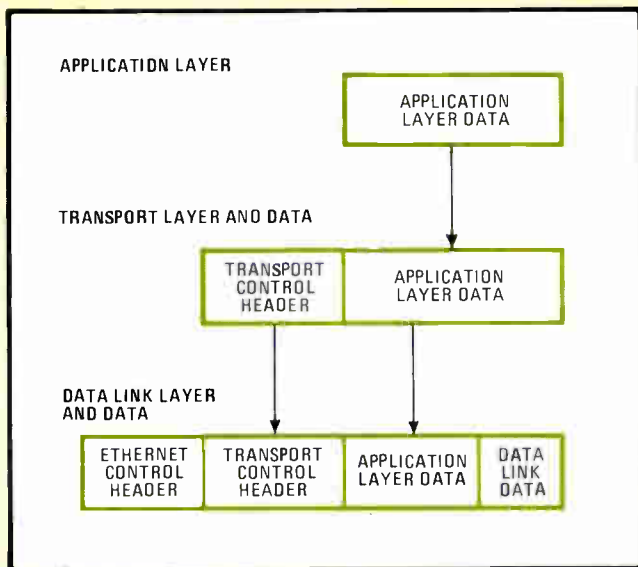 APPLICATION LAYER
APPLICATION
LAYER DATA
TRANSPORT LAYER AND DATA
TRANSPORT
CONTROL
HEADER
APPLICATION
LAYER DATA
DATA LINK LAYER
AND DATA
ETHERNET
CONTROL
HEADER
TRANSPORT
CONTROL
HEADER
APPLICATION
LAYER DATA
DATA
LINK
DATA